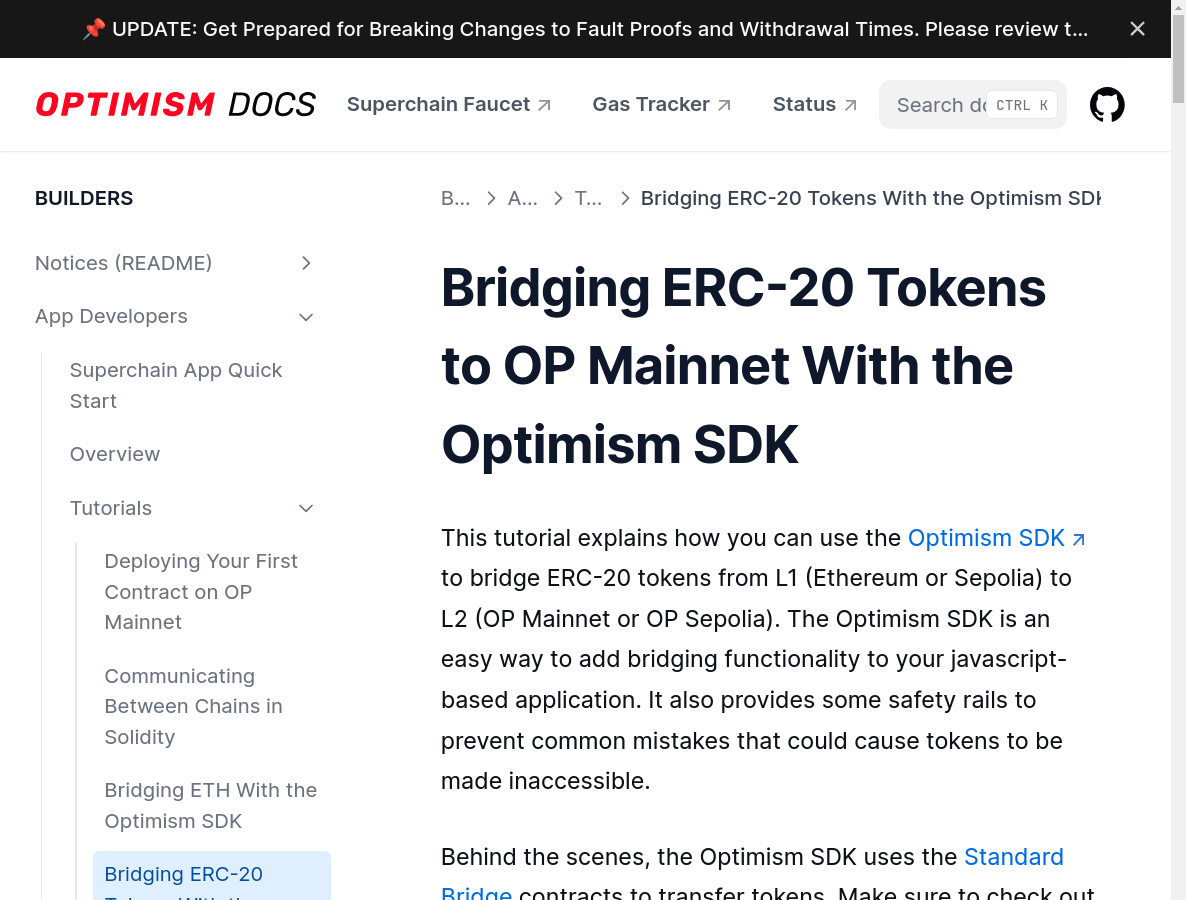 📌 UPDATE: Get Prepared for Breaking Changes to Fault Proofs and Withdrawal Times. Please review t...
OPTIMISM DOCS
Superchain Faucet
Gas Tracker
Status
Search do
CTRL K
BUILDERS
Notices (README)
App Developers
Superchain App Quick
Start
Overview
Tutorials
Deploying Your First
Contract on OP
Mainnet
Communicating
Between Chains in
Solidity
Bridging ETH With the
Optimism SDK
Bridging ERC-20
Tokens With the
B... > A... > T... > Bridging ERC-20 Tokens With the Optimism SDK
Bridging ERC-20 Tokens
to OP Mainnet With the
Optimism SDK
This tutorial explains how you can use the Optimism SDK
to bridge ERC-20 tokens from L1 (Ethereum or Sepolia) to
L2 (OP Mainnet or OP Sepolia). The Optimism SDK is an
easy way to add bridging functionality to your javascript-
based application. It also provides some safety rails to
prevent common mistakes that could cause tokens to be
made inaccessible.
Behind the scenes, the Optimism SDK uses the Standard
Bridge contracts to transfer tokens. Make sure to check out